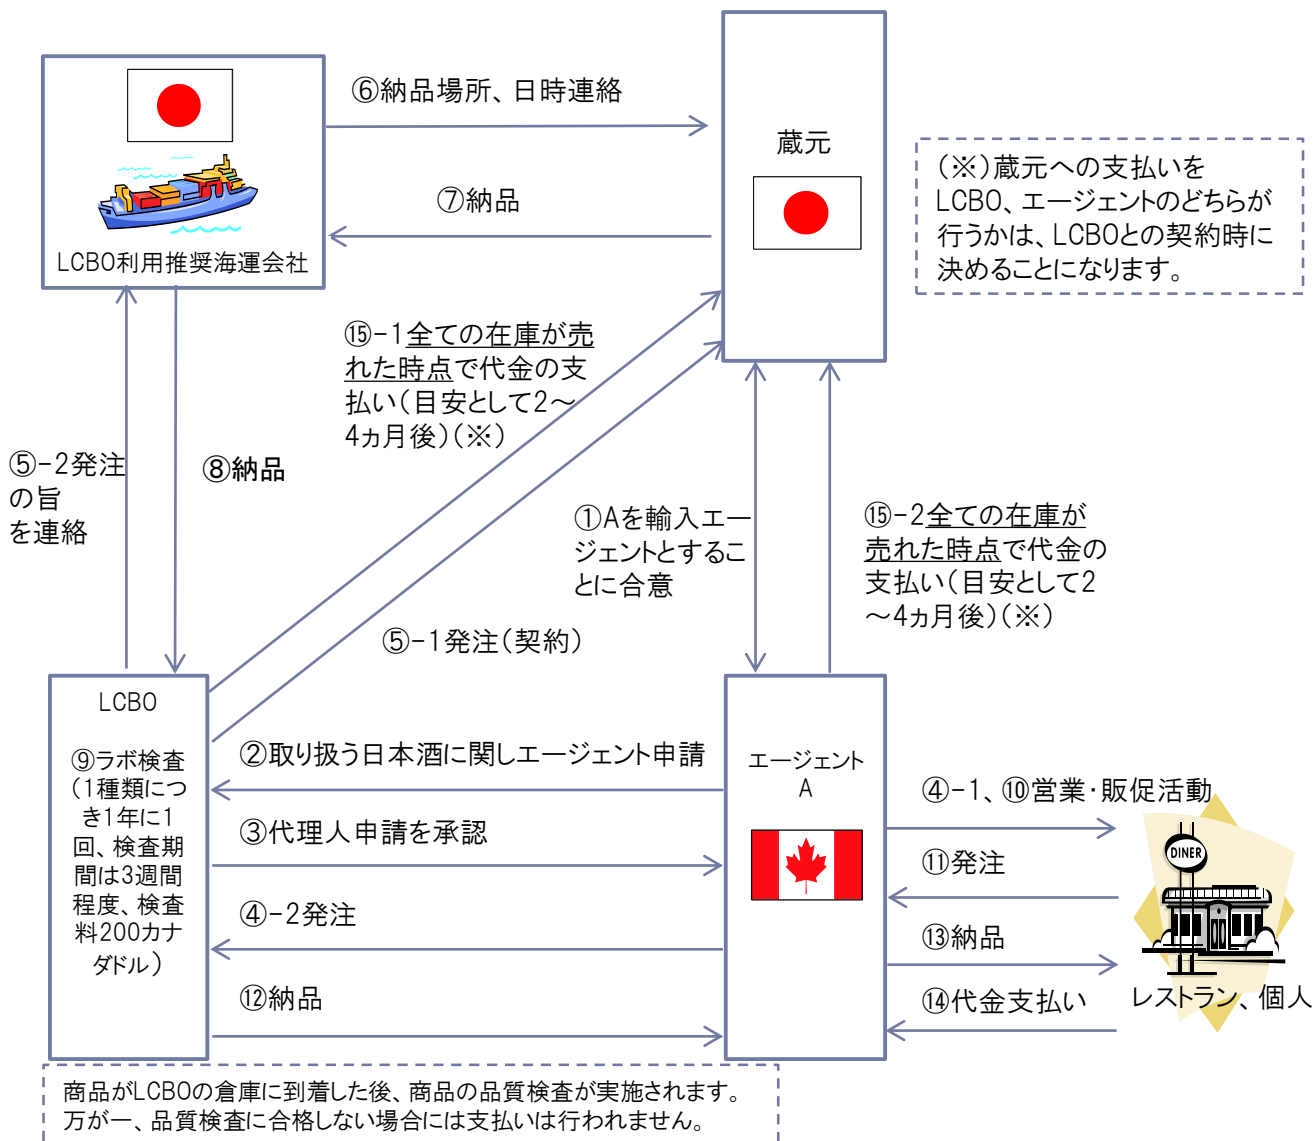 ⑥納品場所、日時連絡
蔵元
⑦納品
LCBO利用推奨海運会社
(※)蔵元への支払いを
LCBO、エージェントのどちらが
行うかは、LCBOとの契約時に
決めることになります。
⑮-1全ての在庫が売
れた時点で代金の支
払い(目安として2~
4ヵ月後)(※)
⑤-2発注
の旨
を連絡
⑧納品
①Aを輸入エー
ジェントとするこ
とに合意
⑮-2全ての在庫が
売れた時点で代金の
支払い(目安として2
~4ヵ月後)(※)
⑤-1発注(契約)
LCBO
⑨ラボ検査
(1種類につ
き1年に1
回、検査期
間は3週間
程度、検査
料200カナ
ダドル)
②取り扱う日本酒に関しエージェント申請
③代理人申請を承認
④-2発注
⑫納品
エージェント
A
④-1、⑩営業・販促活動
⑪発注
⑬納品
⑭代金支払い
DINER
レストラン、個人
商品がLCBOの倉庫に到着した後、商品の品質検査が実施されます。
万が一、品質検査に合格しない場合には支払いは行われません。